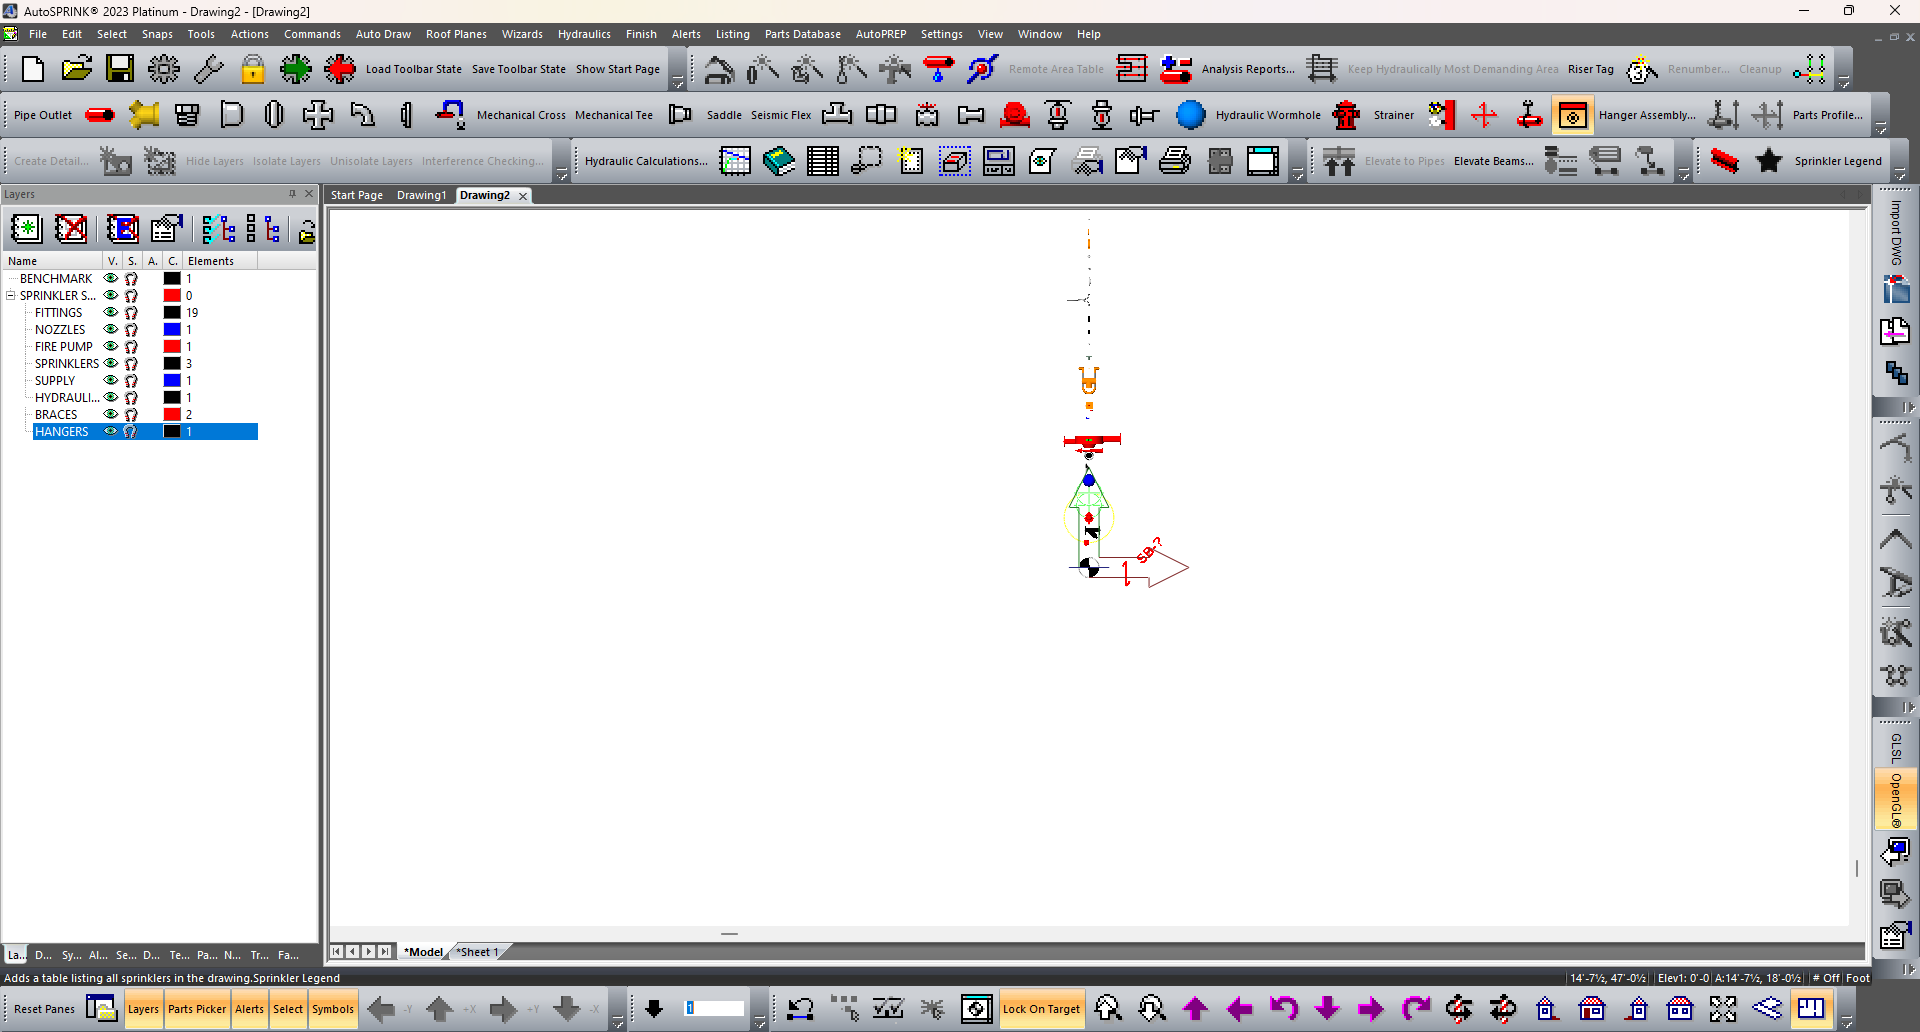 AutoSPRINK® 2023 Platinum - Drawing2 - [Drawing2]
File Edit Select Snaps Tools Actions Commands Auto Draw Roof Planes Wizards Hydraulics Finish Alerts Listing Parts Database AutoPREP Settings View Window Help
Load Toolbar State Save Toolbar State Show Start Page Remote Area Table Analysis Reports... Keep Hydraulically Most Demanding Area Riser Tag Renumber... Cleanup
Pipe Outlet Mechanical Cross Mechanical Tee Saddle Seismic Flex Hydraulic Wormhole Strainer Hanger Assembly... Parts Profile...
Create Detail... Hide Layers Isolate Layers Unisolate Layers Interference Checking... Hydraulic Calculations... Elevate to Pipes Elevate Beams... Sprinkler Legend
Layers
Start Page Drawing1 Drawing2
Name V. S. A. C. Elements
BENCHMARK 1
SPRINKLER S... 0
FITTINGS 19
NOZZLES 1
FIRE PUMP 1
SPRINKLERS 3
SUPPLY 1
HYDRAULI... 1
BRACES 2
HANGERS 1
SB-?
1
Import DWG
GLSL
OpenGL®
*Model *Sheet 1
La... D... Sy... Al... Se... D... Te... Pa... N... Tr... Fa...
Adds a table listing all sprinklers in the drawing.Sprinkler Legend
14'-7½, 47'-0½ Elev1: 0'-0 A:14'-7½, 18'-0½ # Off Foot
Reset Panes Layers Parts Picker Alerts Select Symbols -Y +X +Y -X 1 Lock On Target